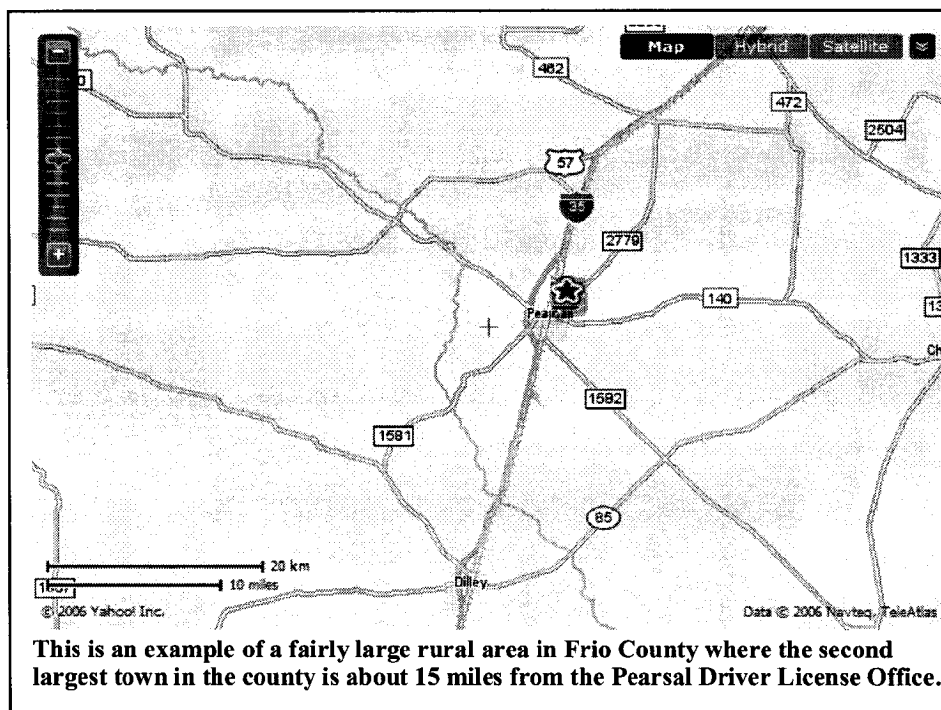 462
Map Hybrid Satellite
472
2504
57
35
2779
1333
140
1582
1581
85
20 km
10 miles
Dilley
© 2006 Yahoo! Inc.
Data © 2006 Navteq, TeleAtlas
This is an example of a fairly large rural area in Frio County where the second
largest town in the county is about 15 miles from the Pearsal Driver License Office.